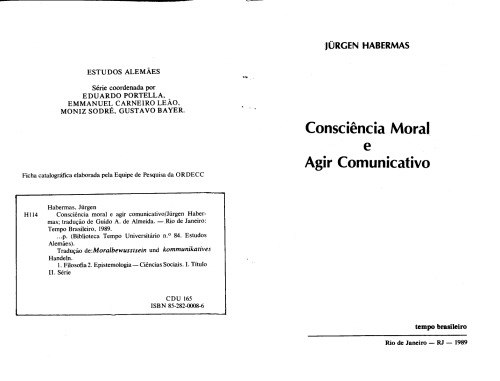 ESTUDOS ALEMÃES
Série coordenada por
EDUARDO PORTELLA,
EMMANUEL CARNEIRO LEÃO,
MONIZ SODRÉ, GUSTAVO BAYER.
Ficha catalográfica elaborada pela Equipe de Pesquisa da ORDECC
Habermas, Jürgen
H114 Consciência moral e agir comunicativo/Jürgen Haber-
mas; tradução de Guido A. de Almeida. — Rio de Janeiro:
Tempo Brasileiro, 1989.
...p. (Biblioteca Tempo Universitário n.º 84. Estudos
Alemães).
Tradução de: Moralbewusstsein und kommunikatives
Handeln.
1. Filosofia 2. Epistemologia — Ciências Sociais. I. Título
II. Série
CDU 165
ISBN 85-282-0008-6
JÜRGEN HABERMAS
Consciência Moral
e
Agir Comunicativo
tempo brasileiro
Rio de Janeiro — RJ — 1989